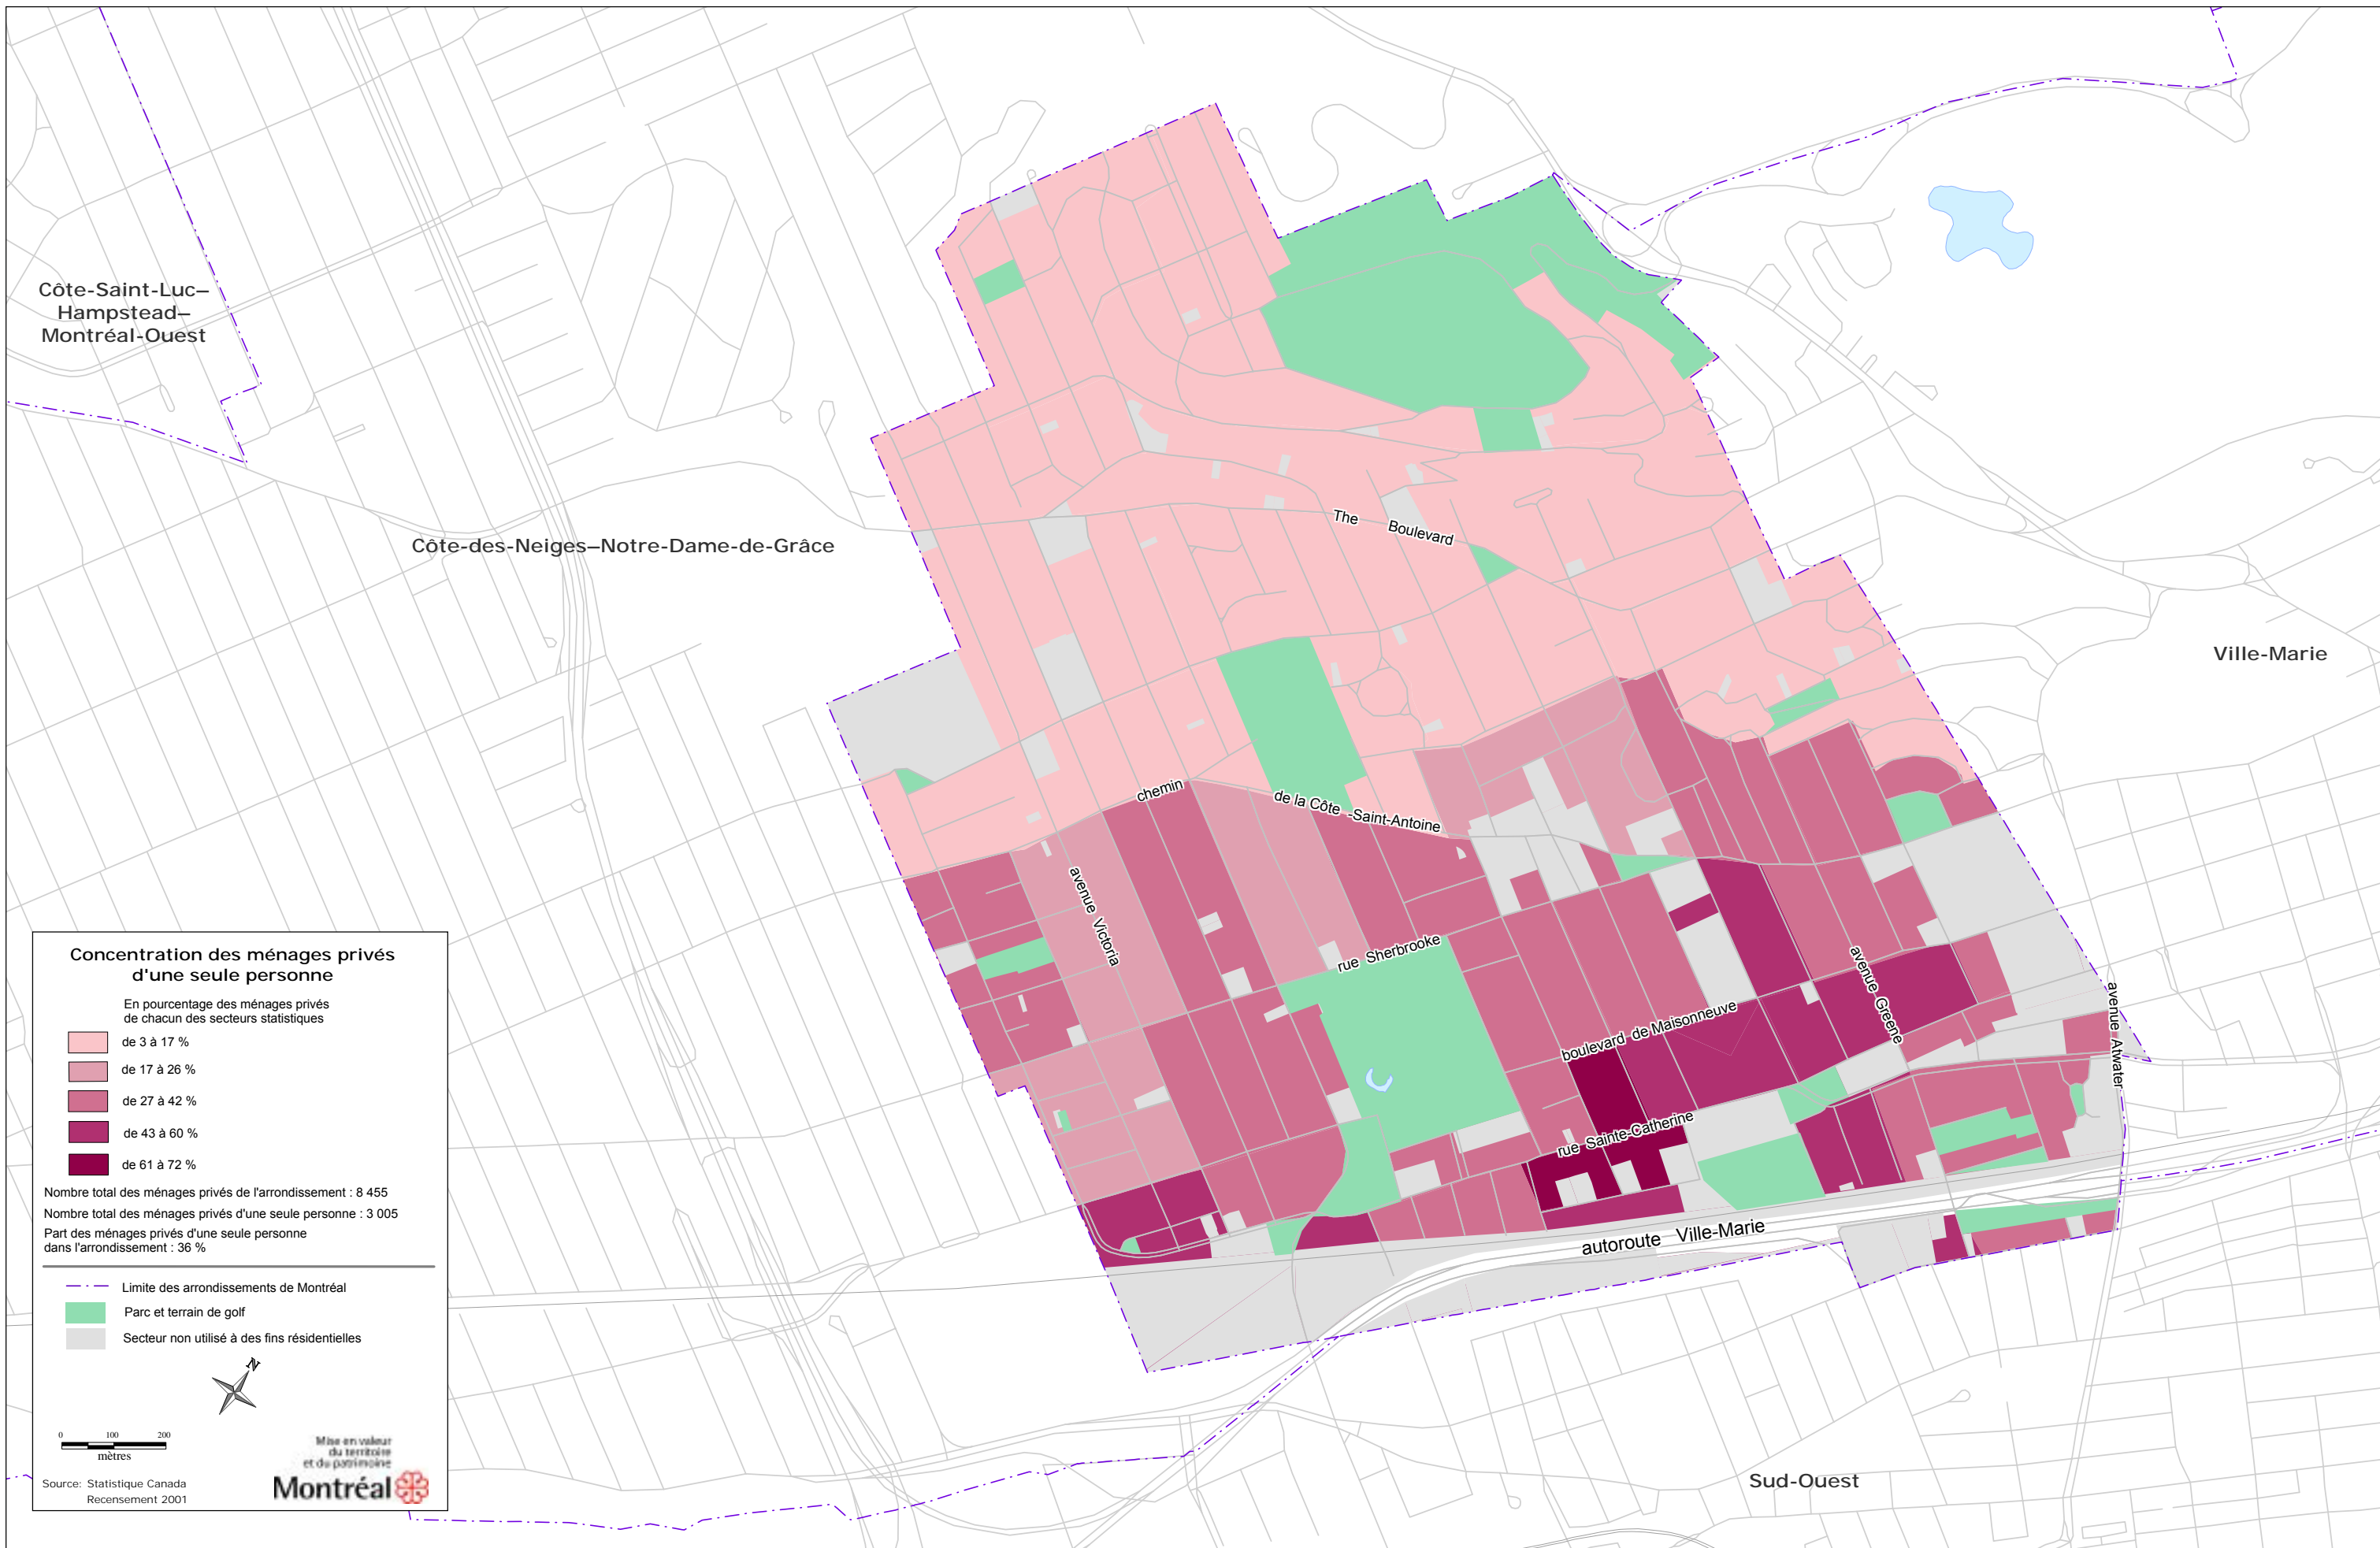 Côte-Saint-Luc–
Hampstead–
Montréal-Ouest
Côte-des-Neiges–Notre-Dame-de-Grâce
Ville-Marie
Sud-Ouest
The Boulevard
chemin de la Côte -Saint-Antoine
avenue Victoria
rue Sherbrooke
boulevard de Maisonneuve
avenue Greene
avenue Atwater
rue Sainte-Catherine
autoroute Ville-Marie
Concentration des ménages privés
d'une seule personne
En pourcentage des ménages privés
de chacun des secteurs statistiques
de 3 à 17 %
de 17 à 26 %
de 27 à 42 %
de 43 à 60 %
de 61 à 72 %
Nombre total des ménages privés de l'arrondissement : 8 455
Nombre total des ménages privés d'une seule personne : 3 005
Part des ménages privés d'une seule personne
dans l'arrondissement : 36 %
Limite des arrondissements de Montréal
Parc et terrain de golf
Secteur non utilisé à des fins résidentielles
N
0 100 200
mètres
Source: Statistique Canada
Recensement 2001
Mise en valeur
du territoire
et du patrimoine
Montréal